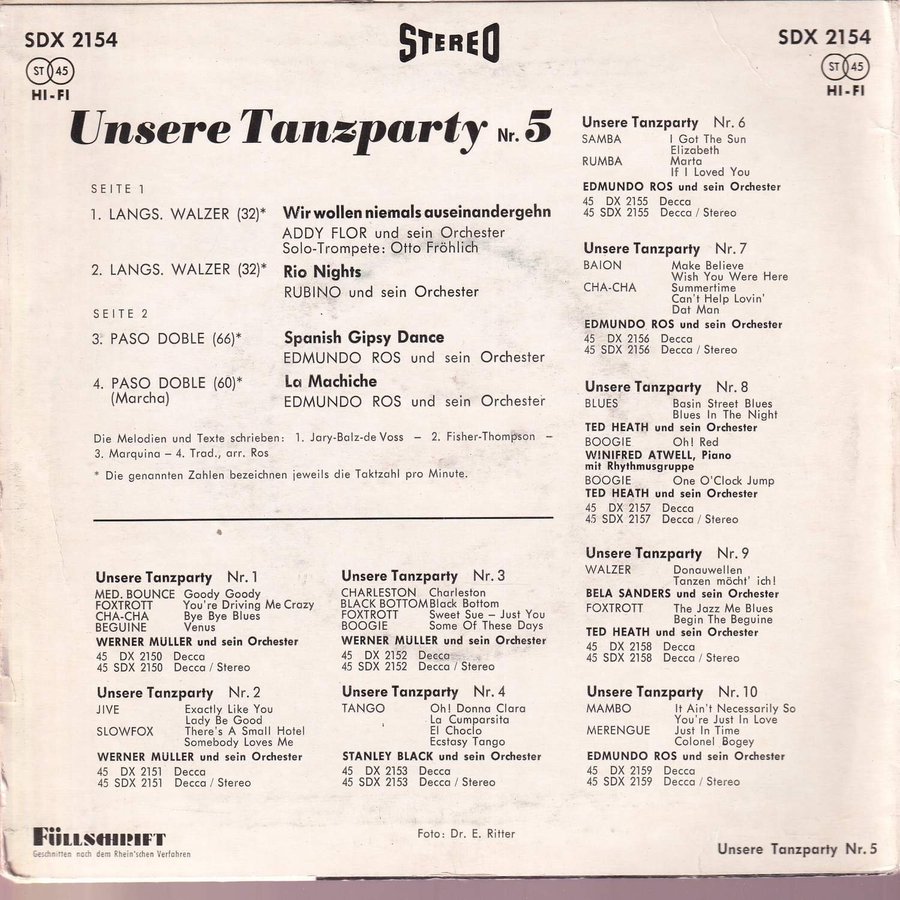 SDX 2154
ST 45
HI-FI
STEREO
SDX 2154
ST 45
HI-FI
Unsere Tanzparty Nr. 5
SEITE 1
1. LANGS. WALZER (32)* Wir wollen niemals auseinandergehn
ADDY FLOR und sein Orchester
Solo-Trompete: Otto Fröhlich
2. LANGS. WALZER (32)* Rio Nights
RUBINO und sein Orchester
SEITE 2
3. PASO DOBLE (66)* Spanish Gipsy Dance
EDMUNDO ROS und sein Orchester
4. PASO DOBLE (60)* La Machiche
(Marcha) EDMUNDO ROS und sein Orchester
Die Melodien und Texte schrieben: 1. Jary-Balz-de Voss – 2. Fisher-Thompson –
3. Marquina – 4. Trad., arr. Ros
* Die genannten Zahlen bezeichnen jeweils die Taktzahl pro Minute.
Unsere Tanzparty Nr. 1
MED. BOUNCE Goody Goody
FOXTROTT You're Driving Me Crazy
CHA-CHA Bye Bye Blues
BEGUINE Venus
WERNER MÜLLER und sein Orchester
45 DX 2150 Decca
45 SDX 2150 Decca / Stereo
Unsere Tanzparty Nr. 2
JIVE Exactly Like You
Lady Be Good
SLOWFOX There's A Small Hotel
Somebody Loves Me
WERNER MÜLLER und sein Orchester
45 DX 2151 Decca
45 SDX 2151 Decca / Stereo
Unsere Tanzparty Nr. 3
CHARLESTON Charleston
BLACK BOTTOM Black Bottom
FOXTROTT Sweet Sue – Just You
BOOGIE Some Of These Days
WERNER MÜLLER und sein Orchester
45 DX 2152 Decca
45 SDX 2152 Decca / Stereo
Unsere Tanzparty Nr. 4
TANGO Oh! Donna Clara
La Cumparsita
El Choclo
Ecstasy Tango
STANLEY BLACK und sein Orchester
45 DX 2153 Decca
45 SDX 2153 Decca / Stereo
Unsere Tanzparty Nr. 6
SAMBA I Got The Sun
Elizabeth
RUMBA Marta
If I Loved You
EDMUNDO ROS und sein Orchester
45 DX 2155 Decca
45 SDX 2155 Decca / Stereo
Unsere Tanzparty Nr. 7
BAION Make Believe
Wish You Were Here
CHA-CHA Summertime
Can't Help Lovin'
Dat Man
EDMUNDO ROS und sein Orchester
45 DX 2156 Decca
45 SDX 2156 Decca / Stereo
Unsere Tanzparty Nr. 8
BLUES Basin Street Blues
Blues In The Night
TED HEATH und sein Orchester
BOOGIE Oh! Red
WINIFRED ATWELL, Piano
mit Rhythmusgruppe
BOOGIE One O'Clock Jump
TED HEATH und sein Orchester
45 DX 2157 Decca
45 SDX 2157 Decca / Stereo
Unsere Tanzparty Nr. 9
WALZER Donauwellen
Tanzen möcht' ich!
BELA SANDERS und sein Orchester
FOXTROTT The Jazz Me Blues
Begin The Beguine
TED HEATH und sein Orchester
45 DX 2158 Decca
45 SDX 2158 Decca / Stereo
Unsere Tanzparty Nr. 10
MAMBO It Ain't Necessarily So
You're Just In Love
MERENGUE Just In Time
Colonel Bogey
EDMUNDO ROS und sein Orchester
45 DX 2159 Decca
45 SDX 2159 Decca / Stereo
FÜLLSCHRIFT
Geschnitten nach dem Rhein'schen Verfahren
Foto: Dr. E. Ritter
Unsere Tanzparty Nr. 5